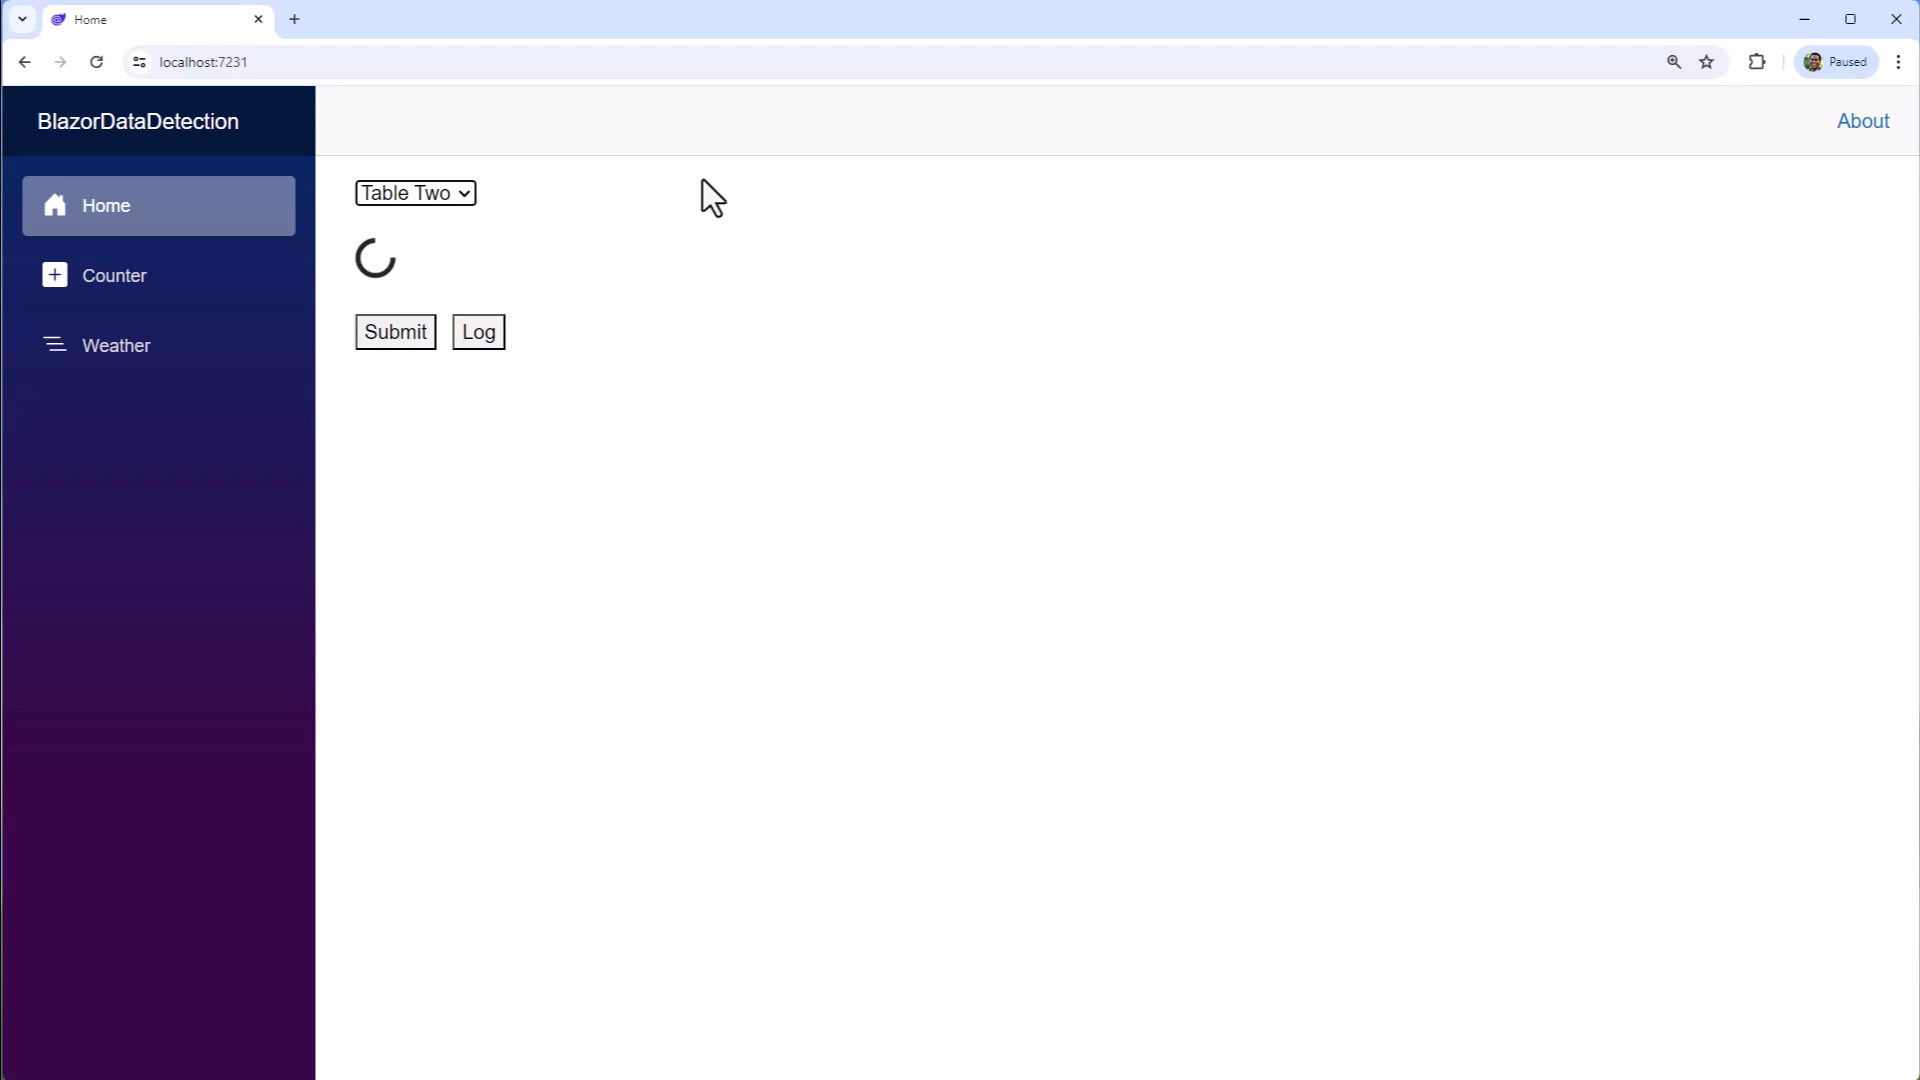 Home
localhost:7231
Paused
BlazorDataDetection
About
Home
Counter
Weather
Table Two
Submit
Log